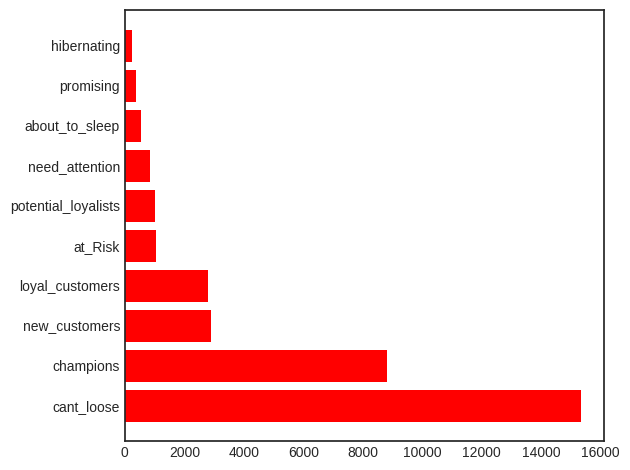 hibernating
promising
about_to_sleep
need_attention
potential_loyalists
at_Risk
loyal_customers
new_customers
champions
cant_loose
0 2000 4000 6000 8000 10000 12000 14000 16000